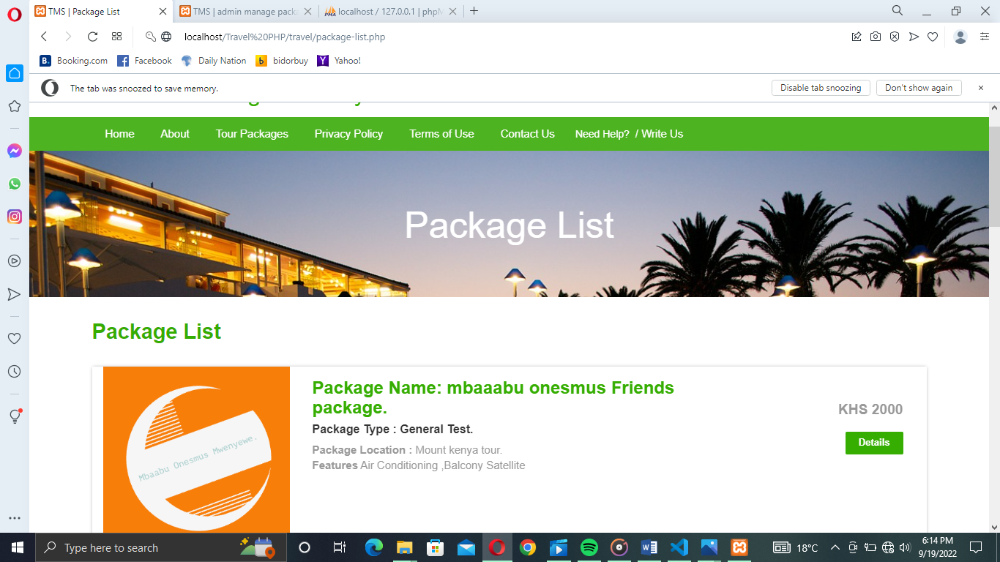 TMS | Package List
TMS | admin manage packa
localhost / 127.0.0.1 | phpM
localhost/Travel%20PHP/travel/package-list.php
Booking.com
Facebook
Daily Nation
bidorbuy
Yahoo!
The tab was snoozed to save memory.
Disable tab snoozing
Don't show again
Home
About
Tour Packages
Privacy Policy
Terms of Use
Contact Us
Need Help? / Write Us
Package List
Package List
Mbaabu Onesmus Mwenyewe.
Package Name: mbaaabu onesmus Friends
package.
Package Type : General Test.
Package Location : Mount kenya tour.
Features Air Conditioning ,Balcony Satellite
KHS 2000
Details
Type here to search
18°C
6:14 PM
9/19/2022